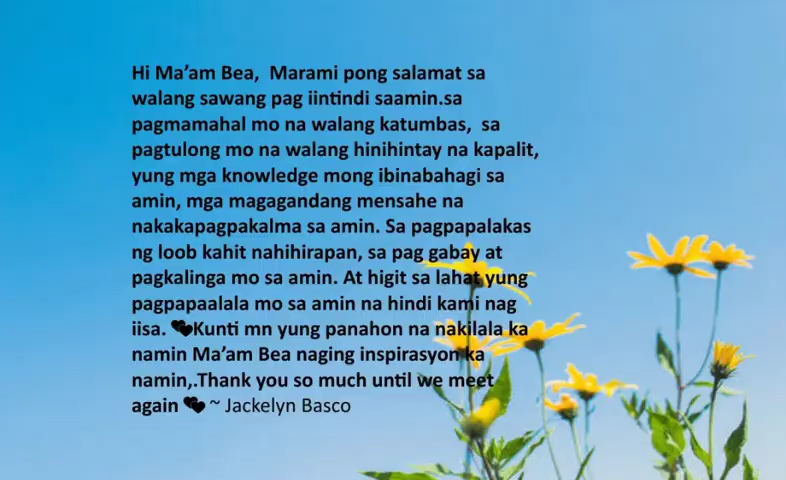 Hi Ma’am Bea,  Marami pong salamat sa
walang sawang pag iintindi saamin.sa
pagmamahal mo na walang katumbas,  sa
pagtulong mo na walang hinihintay na kapalit,
yung mga knowledge mong ibinabahagi sa
amin, mga magagandang mensahe na
nakakapagpakalma sa amin. Sa pagpapalakas
ng loob kahit nahihirapan, sa pag gabay at
pagkalinga mo sa amin. At higit sa lahat yung
pagpapaalala mo sa amin na hindi kami nag
iisa. 💕Kunti mn yung panahon na nakilala ka
namin Ma’am Bea naging inspirasyon ka
namin,.Thank you so much until we meet
again 💕 ~ Jackelyn Basco